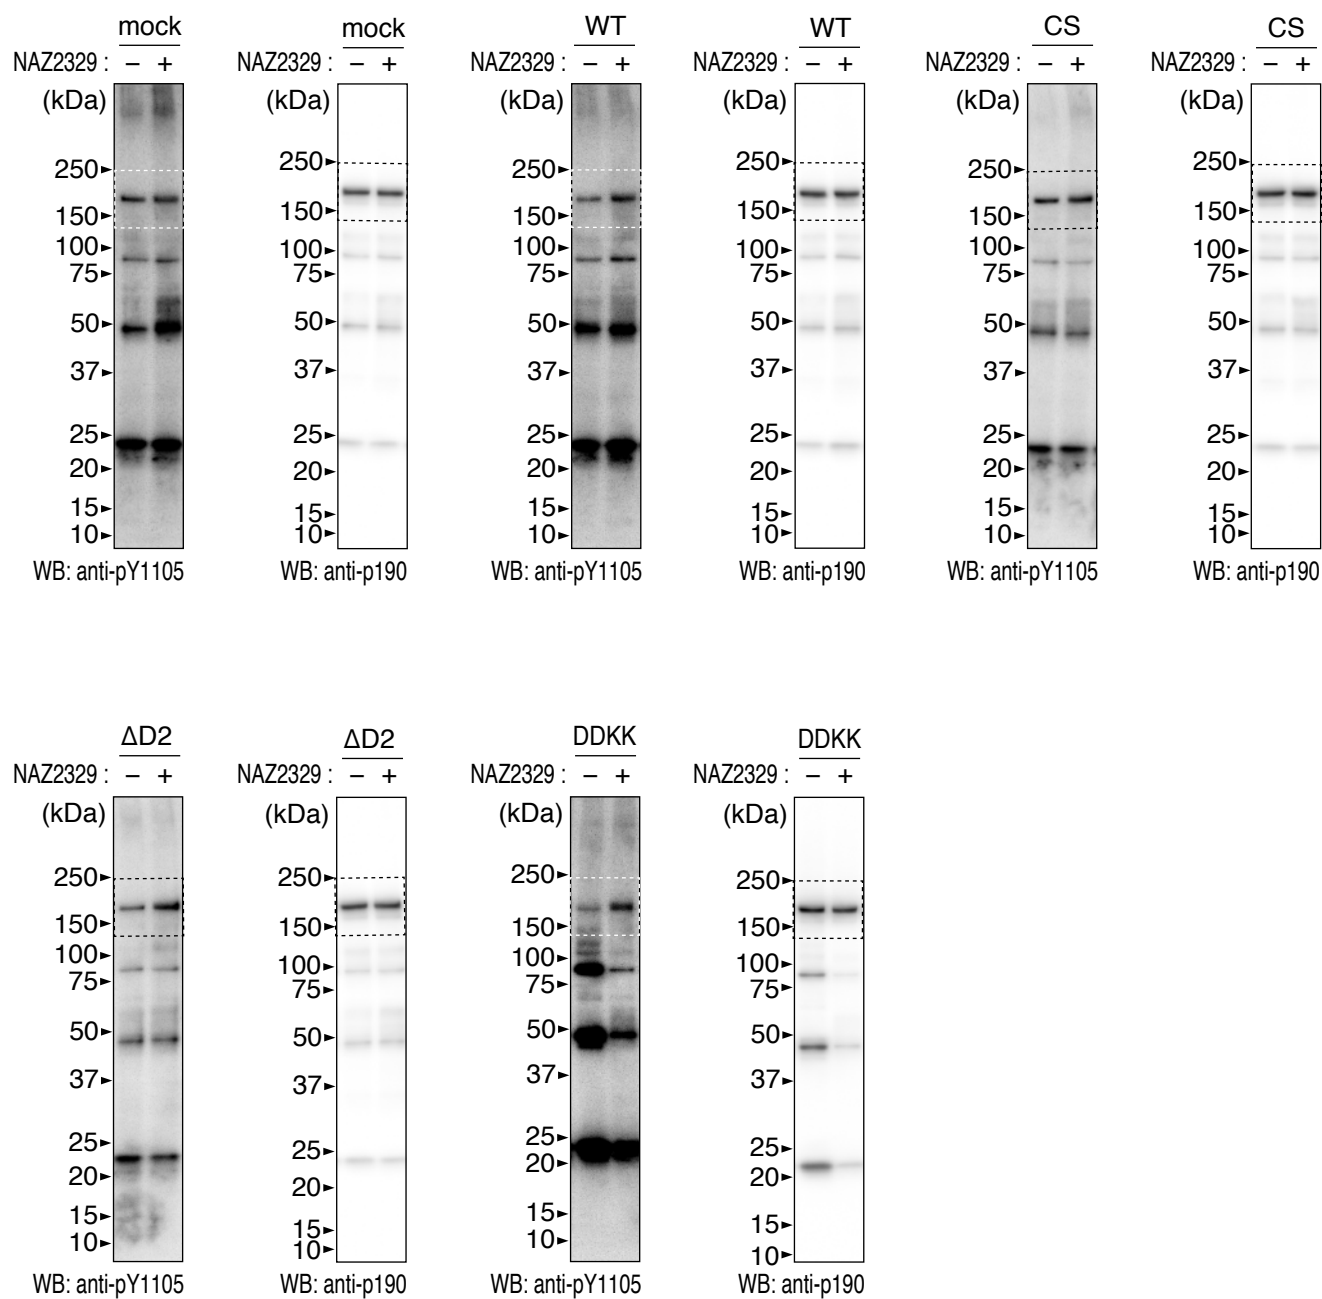 mock mock WT WT CS CS
NAZ2329 : − + NAZ2329 : − + NAZ2329 : − + NAZ2329 : − + NAZ2329 : − + NAZ2329 : − +
(kDa) (kDa) (kDa) (kDa) (kDa) (kDa)
250 250 250 250 250 250
150 150 150 150 150 150
100 100 100 100 100 100
75 75 75 75 75 75
50 50 50 50 50 50
37 37 37 37 37 37
25 25 25 25 25 25
20 20 20 20 20 20
15 15 15 15 15 15
10 10 10 10 10 10
WB: anti-pY1105 WB: anti-p190 WB: anti-pY1105 WB: anti-p190 WB: anti-pY1105 WB: anti-p190
ΔD2 ΔD2 DDKK DDKK
NAZ2329 : − + NAZ2329 : − + NAZ2329 : − + NAZ2329 : − +
(kDa) (kDa) (kDa) (kDa)
250 250 250 250
150 150 150 150
100 100 100 100
75 75 75 75
50 50 50 50
37 37 37 37
25 25 25 25
20 20 20 20
15 15 15 15
10 10 10 10
WB: anti-pY1105 WB: anti-p190 WB: anti-pY1105 WB: anti-p190